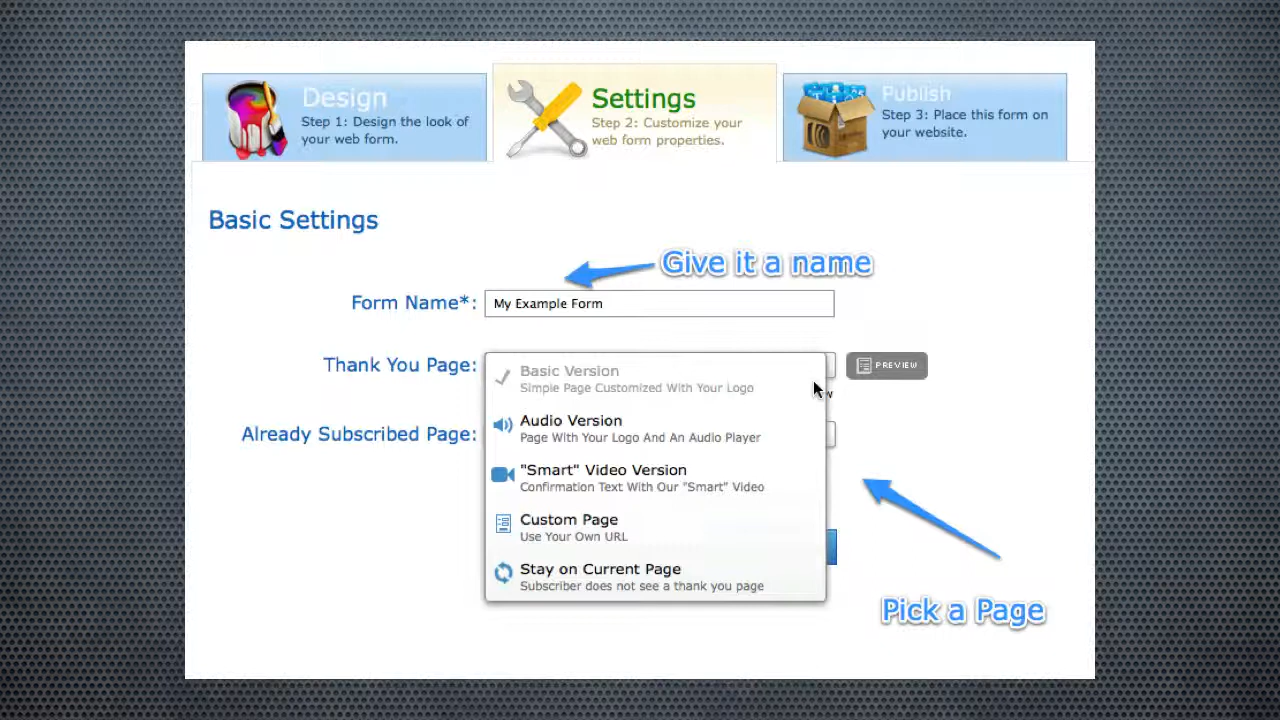 Design
Step 1: Design the look of
your web form.
Settings
Step 2: Customize your
web form properties.
Publish
Step 3: Place this form on
your website.
Basic Settings
Give it a name
Form Name*:
My Example Form
Thank You Page:
Basic Version
Simple Page Customized With Your Logo
PREVIEW
Audio Version
Page With Your Logo And An Audio Player
Already Subscribed Page:
"Smart" Video Version
Confirmation Text With Our "Smart" Video
Custom Page
Use Your Own URL
Stay on Current Page
Subscriber does not see a thank you page
Pick a Page